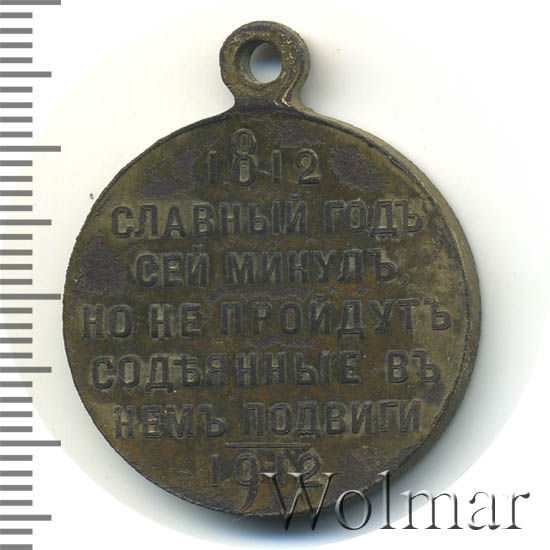 1812
СЛАВНЫЙ ГОДЪ
СЕЙ МИНУЛЪ,
НО НЕ ПРОЙДУТЪ
СОДѢЯННЫЕ ВЪ
НЕМЪ ПОДВИГИ
1912
Wolmar